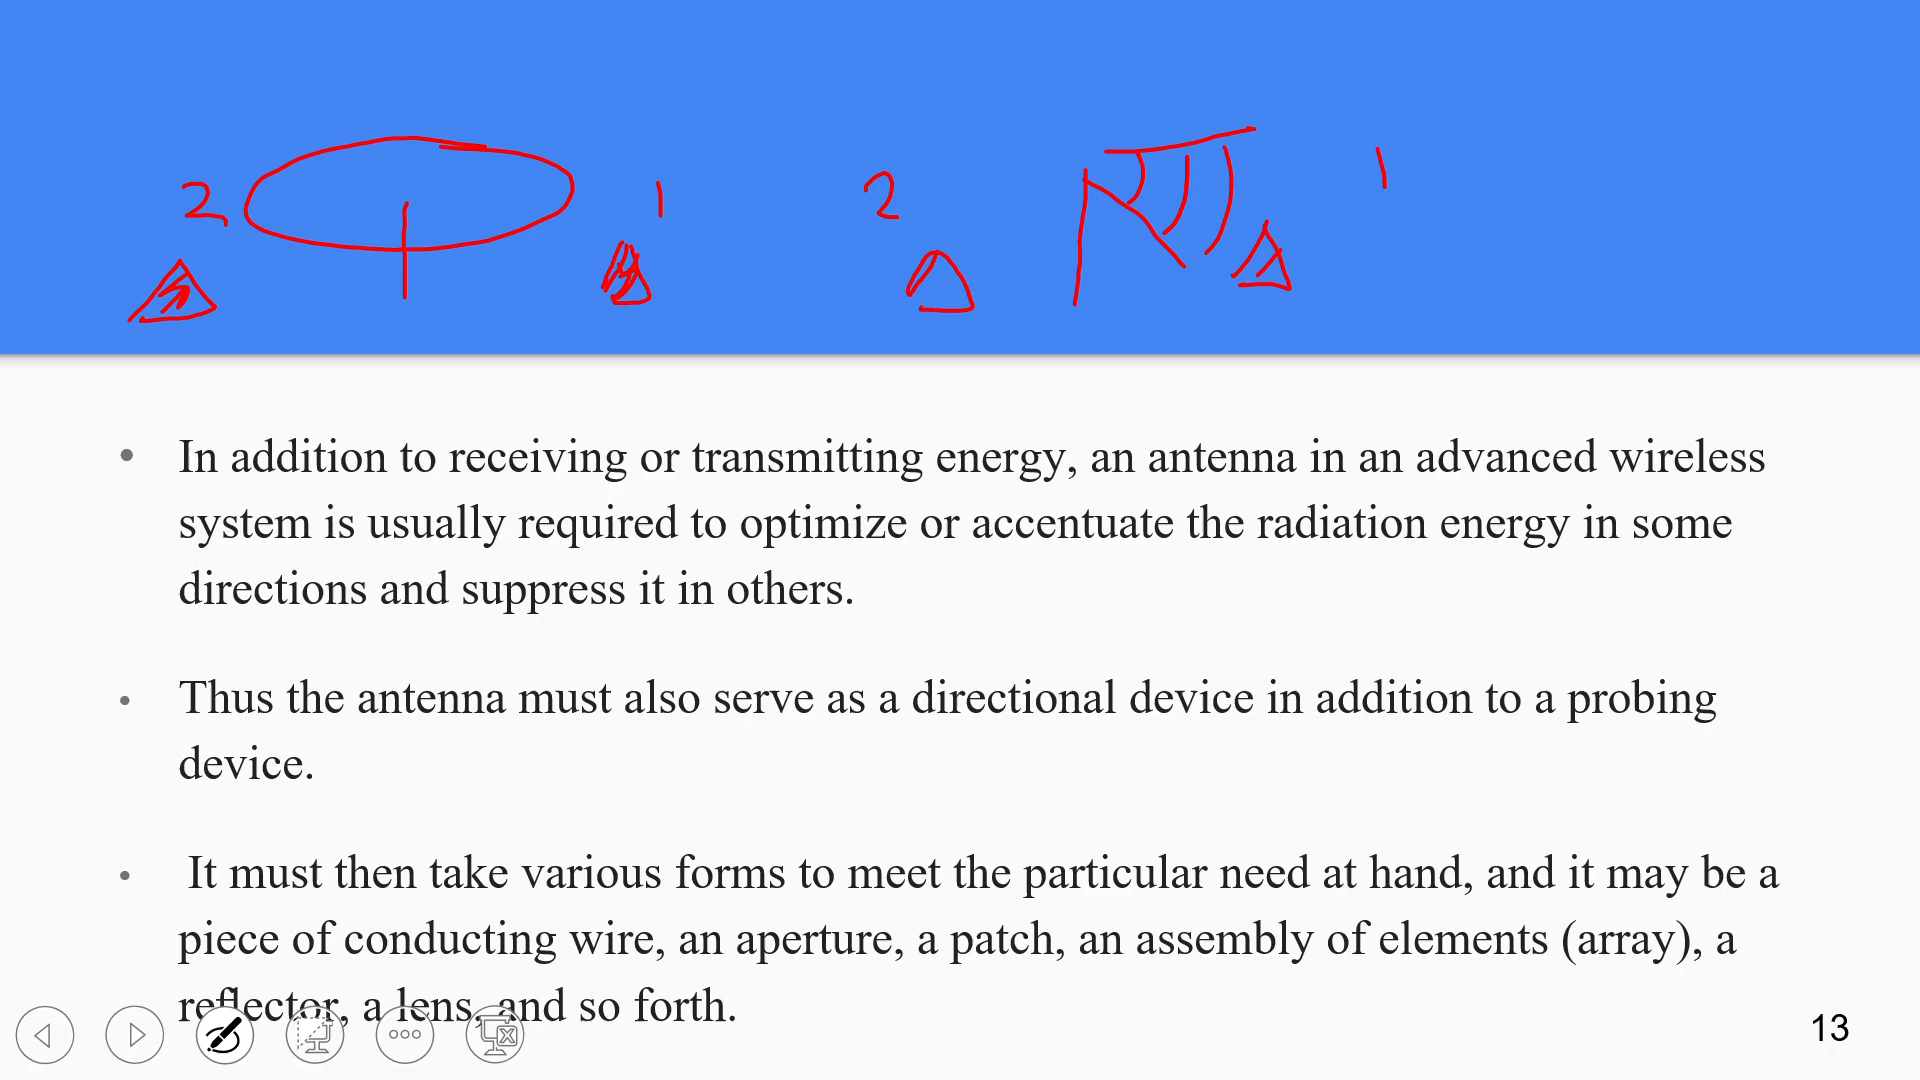 2 1 2 1
• In addition to receiving or transmitting energy, an antenna in an advanced wireless
system is usually required to optimize or accentuate the radiation energy in some
directions and suppress it in others.
• Thus the antenna must also serve as a directional device in addition to a probing
device.
• It must then take various forms to meet the particular need at hand, and it may be a
piece of conducting wire, an aperture, a patch, an assembly of elements (array), a
reflector, a lens, and so forth.
13